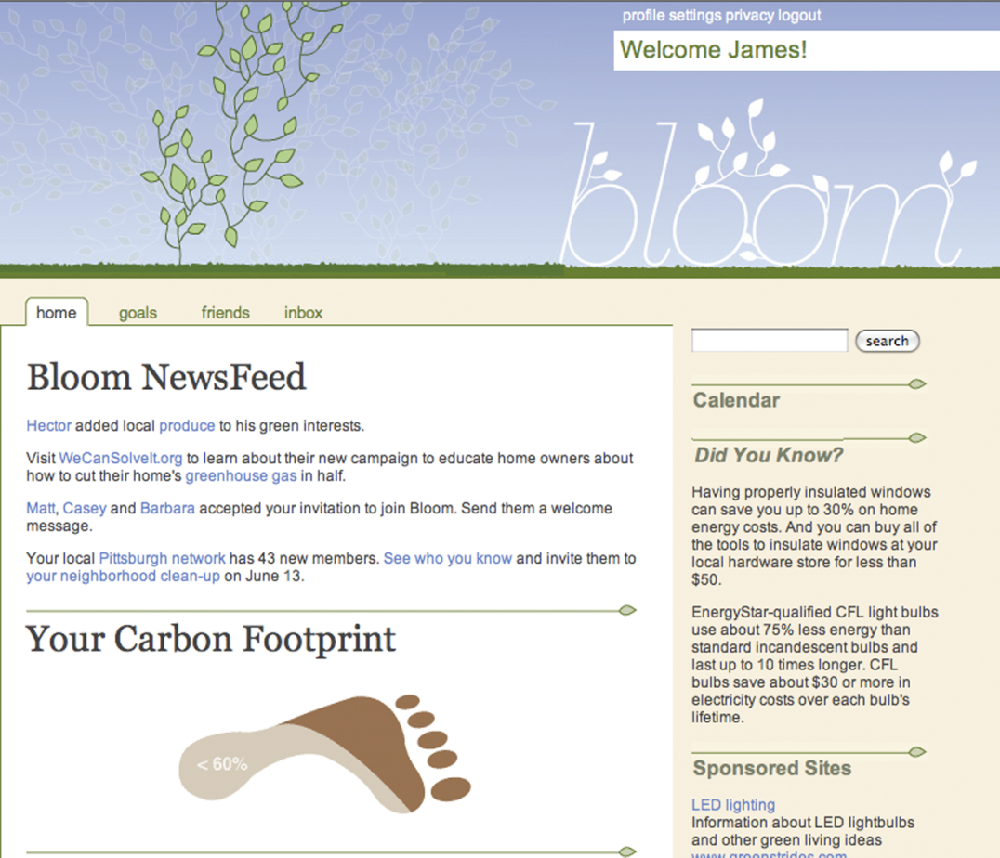 profile settings privacy logout
Welcome James!
bloom
home goals friends inbox
search
Bloom NewsFeed
Hector added local produce to his green interests.
Visit WeCanSolveIt.org to learn about their new campaign to educate home owners about
how to cut their home's greenhouse gas in half.
Matt, Casey and Barbara accepted your invitation to join Bloom. Send them a welcome
message.
Your local Pittsburgh network has 43 new members. See who you know and invite them to
your neighborhood clean-up on June 13.
Your Carbon Footprint
< 60%
Calendar
Did You Know?
Having properly insulated windows
can save you up to 30% on home
energy costs. And you can buy all of
the tools to insulate windows at your
local hardware store for less than
$50.
EnergyStar-qualified CFL light bulbs
use about 75% less energy than
standard incandescent bulbs and
last up to 10 times longer. CFL
bulbs save about $30 or more in
electricity costs over each bulb's
lifetime.
Sponsored Sites
LED lighting
Information about LED lightbulbs
and other green living ideas
www.greenstrides.com